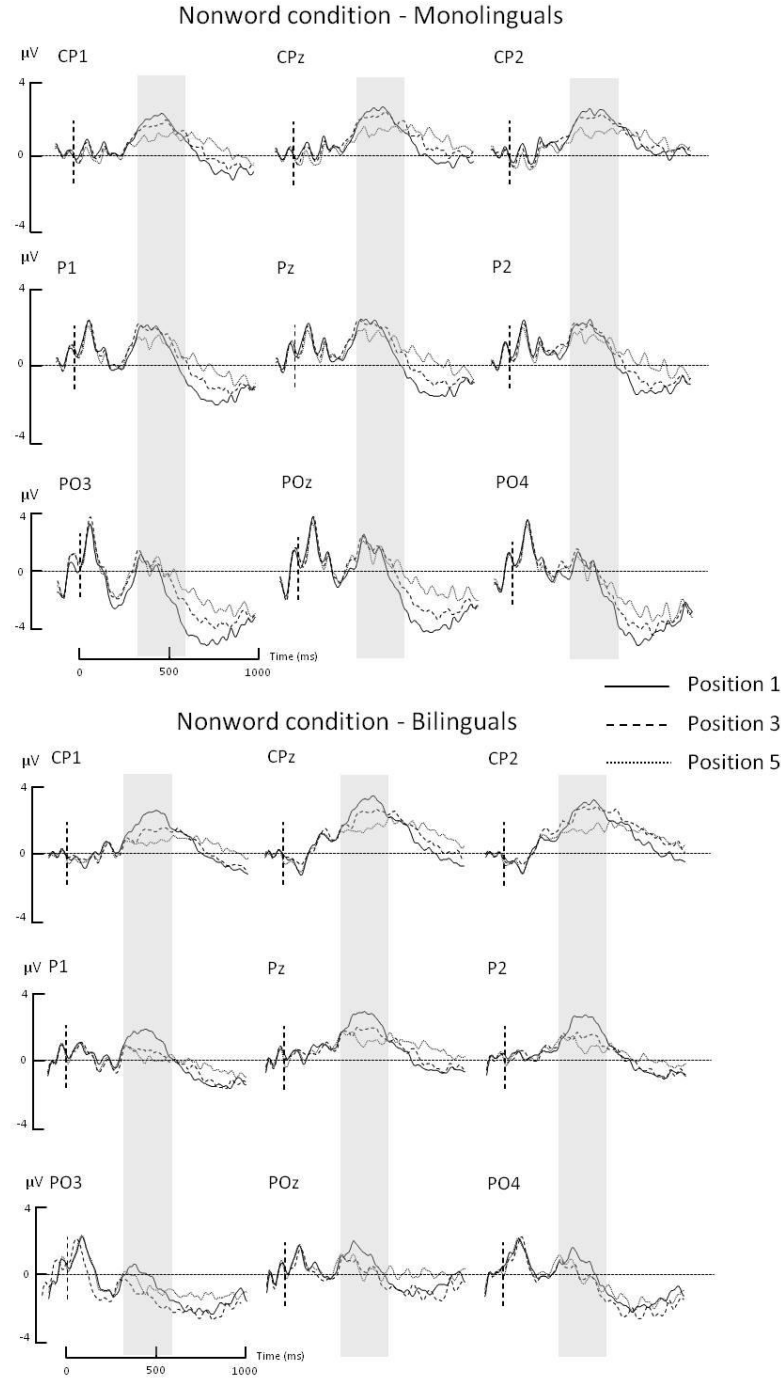 Nonword condition - Monolinguals
µV
CP1 CPz CP2
4
0
-4
µV
P1 Pz P2
4
0
-4
µV
PO3 POz PO4
4
0
-4
0 500 1000 Time (ms)
Position 1
Position 3
Position 5
Nonword condition - Bilinguals
µV
CP1 CPz CP2
4
0
-4
µV P1 Pz P2
4
0
-4
µV PO3 POz PO4
4
0
-4
0 500 1000 Time (ms)